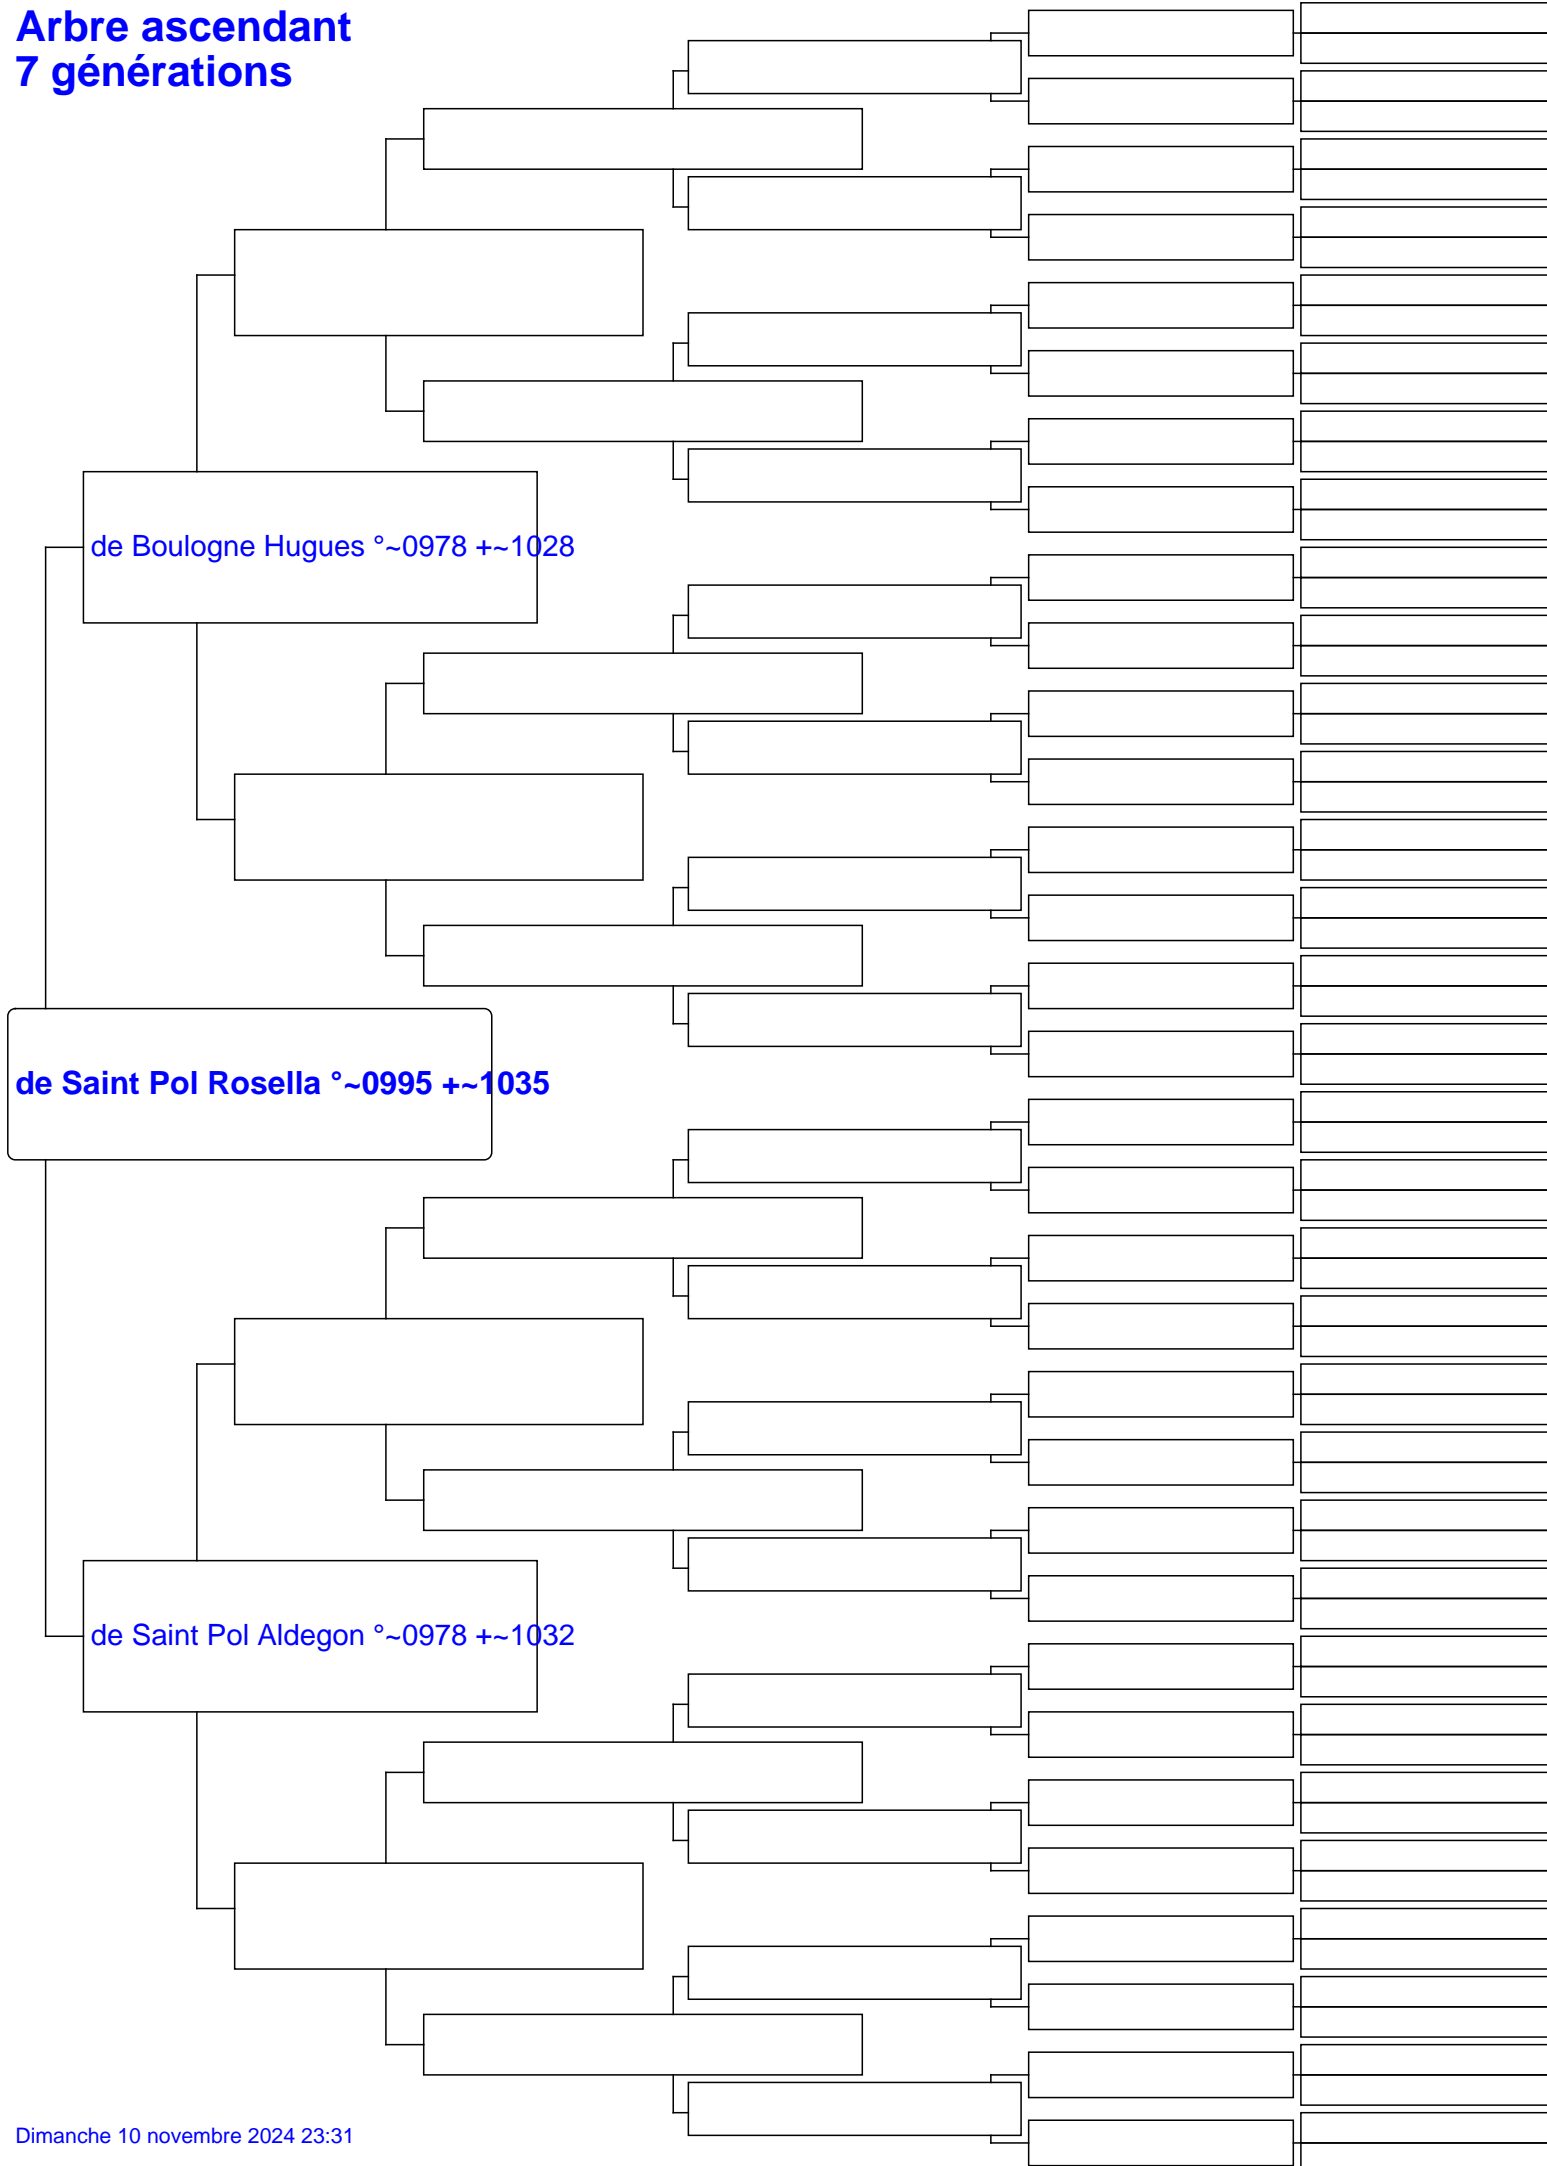 Arbre ascendant
7 générations
de Boulogne Hugues °~0978 +~1028
de Saint Pol Rosella °~0995 +~1035
de Saint Pol Aldegon °~0978 +~1032
Dimanche 10 novembre 2024 23:31